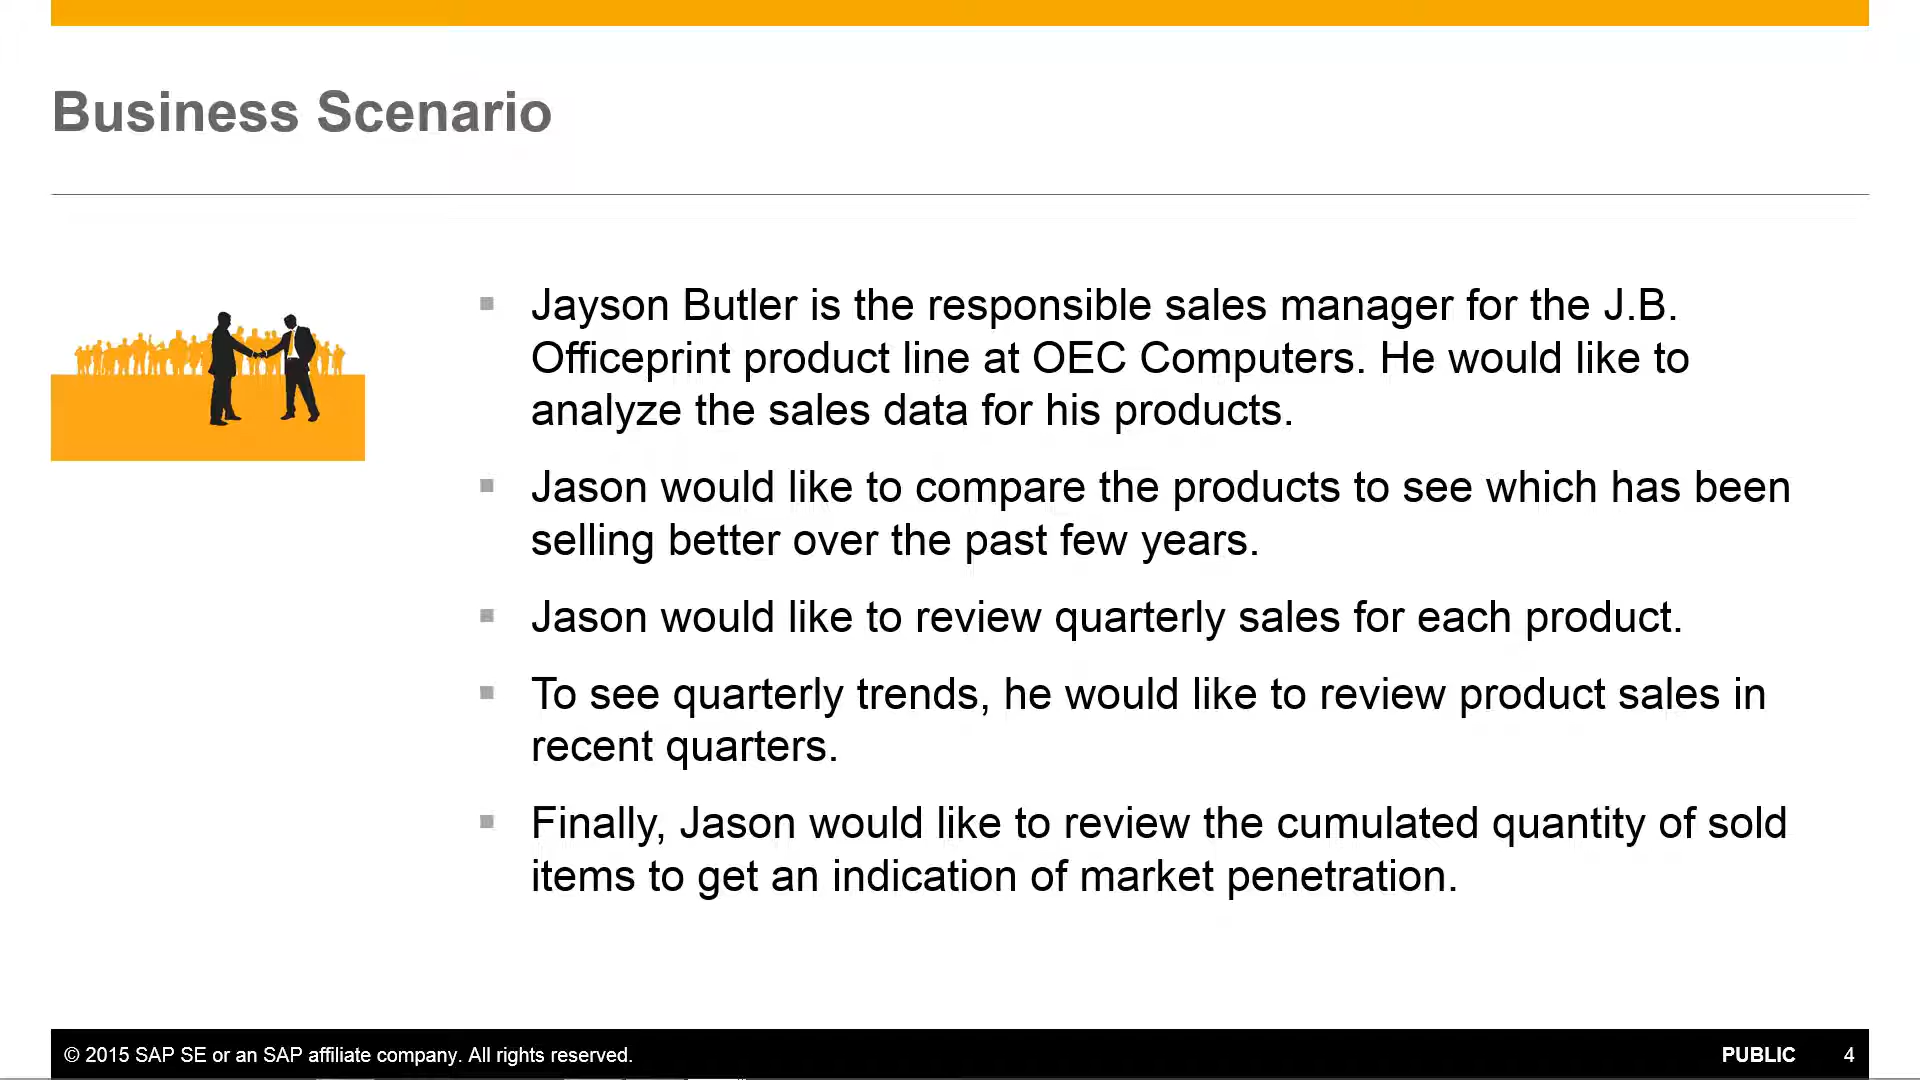 Business Scenario
Jayson Butler is the responsible sales manager for the J.B.
Officeprint product line at OEC Computers. He would like to
analyze the sales data for his products.
Jason would like to compare the products to see which has been
selling better over the past few years.
Jason would like to review quarterly sales for each product.
To see quarterly trends, he would like to review product sales in
recent quarters.
Finally, Jason would like to review the cumulated quantity of sold
items to get an indication of market penetration.
© 2015 SAP SE or an SAP affiliate company. All rights reserved.
PUBLIC 4